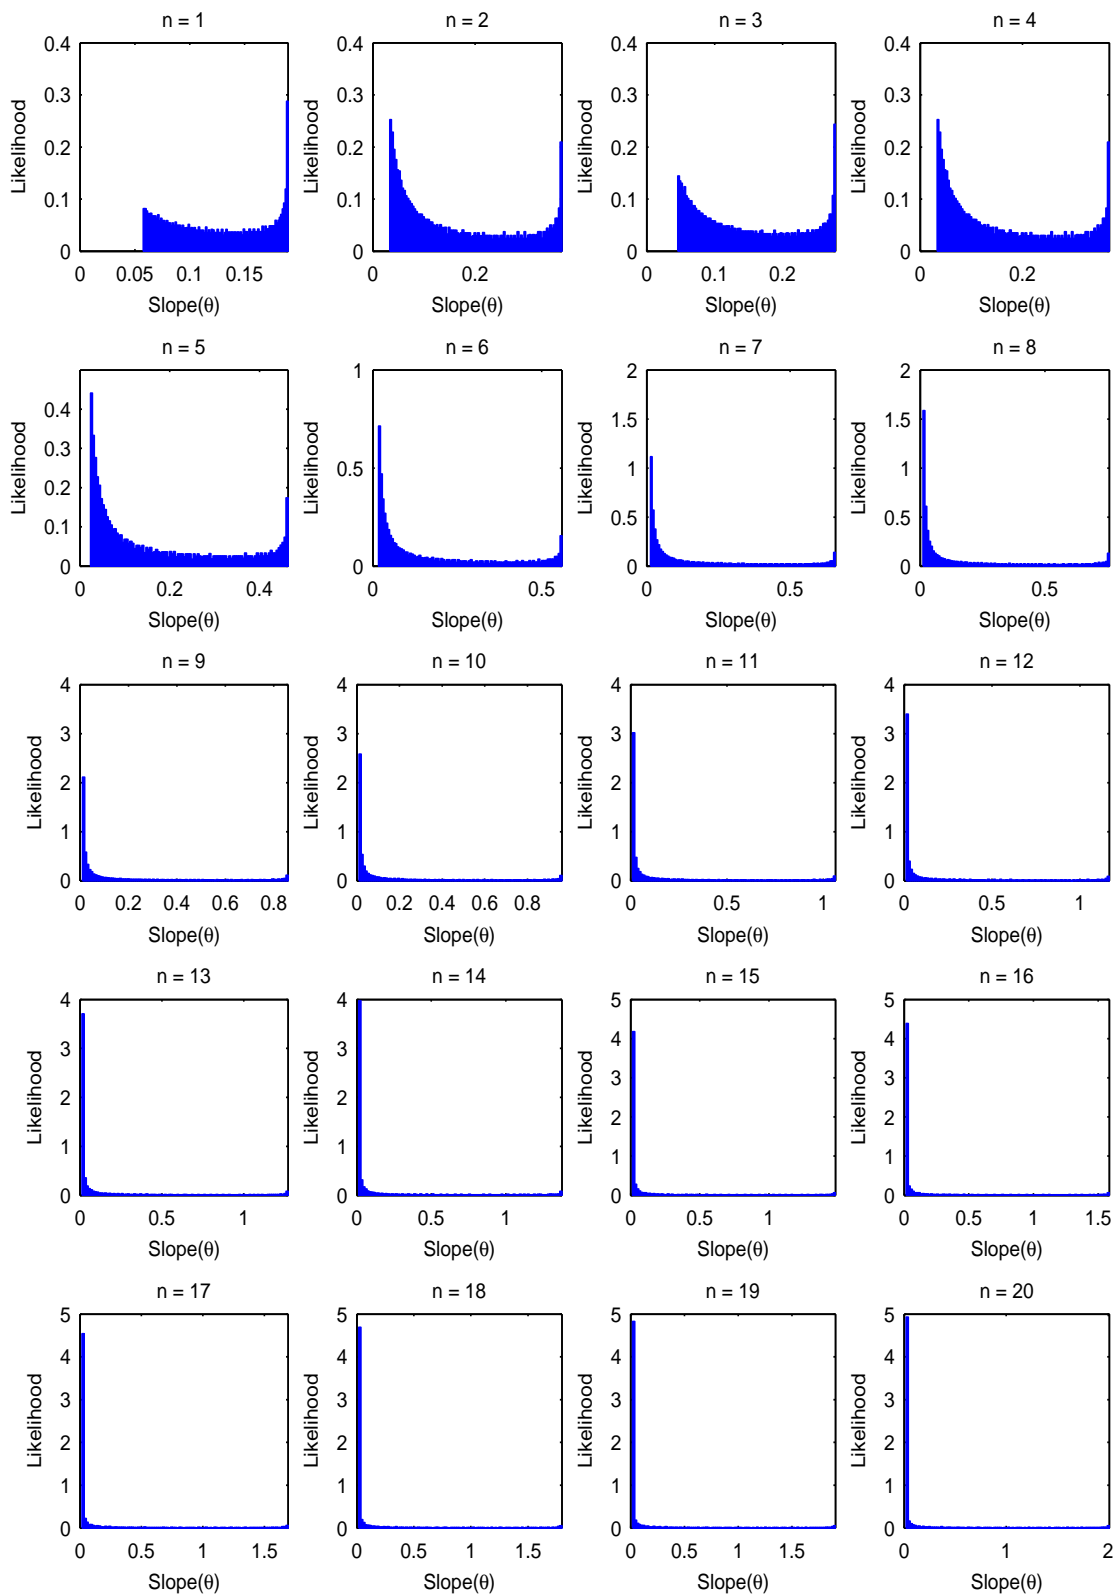 n = 1
n = 2
n = 3
n = 4
0.4
0.3
0.2
0.1
0
Likelihood
0 0.05 0.1 0.15
Slope(θ)
0.4
0.3
0.2
0.1
0
Likelihood
0 0.2
Slope(θ)
0.4
0.3
0.2
0.1
0
Likelihood
0 0.1 0.2
Slope(θ)
0.4
0.3
0.2
0.1
0
Likelihood
0 0.2
Slope(θ)
n = 5
n = 6
n = 7
n = 8
0.4
0.3
0.2
0.1
0
Likelihood
0 0.2 0.4
Slope(θ)
1
0.5
0
Likelihood
0 0.5
Slope(θ)
2
1.5
1
0.5
0
Likelihood
0 0.5
Slope(θ)
2
1.5
1
0.5
0
Likelihood
0 0.5
Slope(θ)
n = 9
n = 10
n = 11
n = 12
4
3
2
1
0
Likelihood
0 0.2 0.4 0.6 0.8
Slope(θ)
4
3
2
1
0
Likelihood
0 0.2 0.4 0.6 0.8
Slope(θ)
4
3
2
1
0
Likelihood
0 0.5 1
Slope(θ)
4
3
2
1
0
Likelihood
0 0.5 1
Slope(θ)
n = 13
n = 14
n = 15
n = 16
4
3
2
1
0
Likelihood
0 0.5 1
Slope(θ)
4
3
2
1
0
Likelihood
0 0.5 1
Slope(θ)
5
4
3
2
1
0
Likelihood
0 0.5 1
Slope(θ)
5
4
3
2
1
0
Likelihood
0 0.5 1 1.5
Slope(θ)
n = 17
n = 18
n = 19
n = 20
5
4
3
2
1
0
Likelihood
0 0.5 1 1.5
Slope(θ)
5
4
3
2
1
0
Likelihood
0 0.5 1 1.5
Slope(θ)
5
4
3
2
1
0
Likelihood
0 0.5 1 1.5
Slope(θ)
5
4
3
2
1
0
Likelihood
0 1 2
Slope(θ)